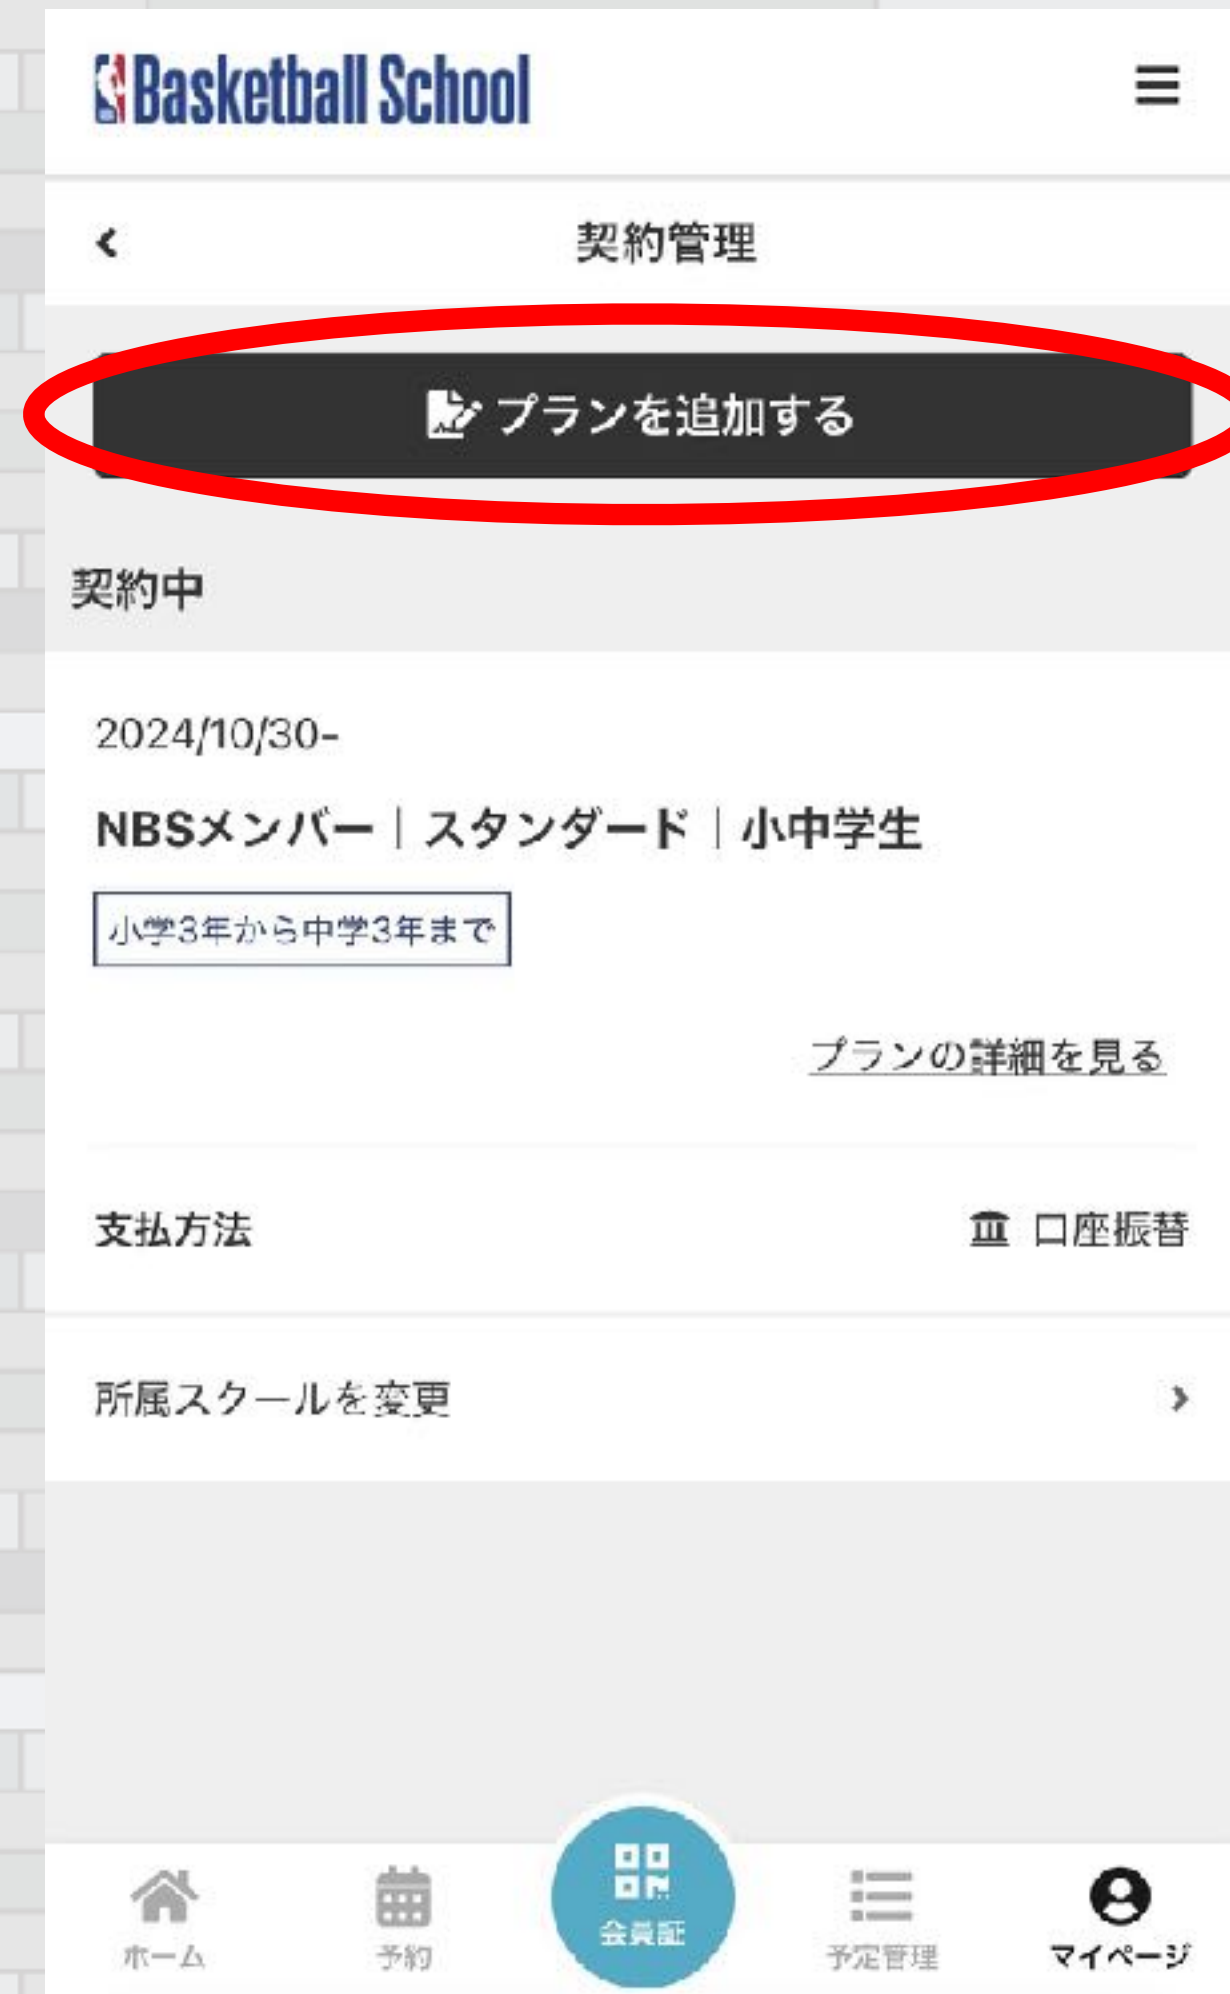 Basketball School
契約管理
プランを追加する
契約中
2024/10/30-
NBSメンバー｜スタンダード｜小中学生
小学3年から中学3年まで
プランの詳細を見る
支払方法 口座振替
所属スクールを変更
ホーム 予約 会員証 予定管理 マイページ